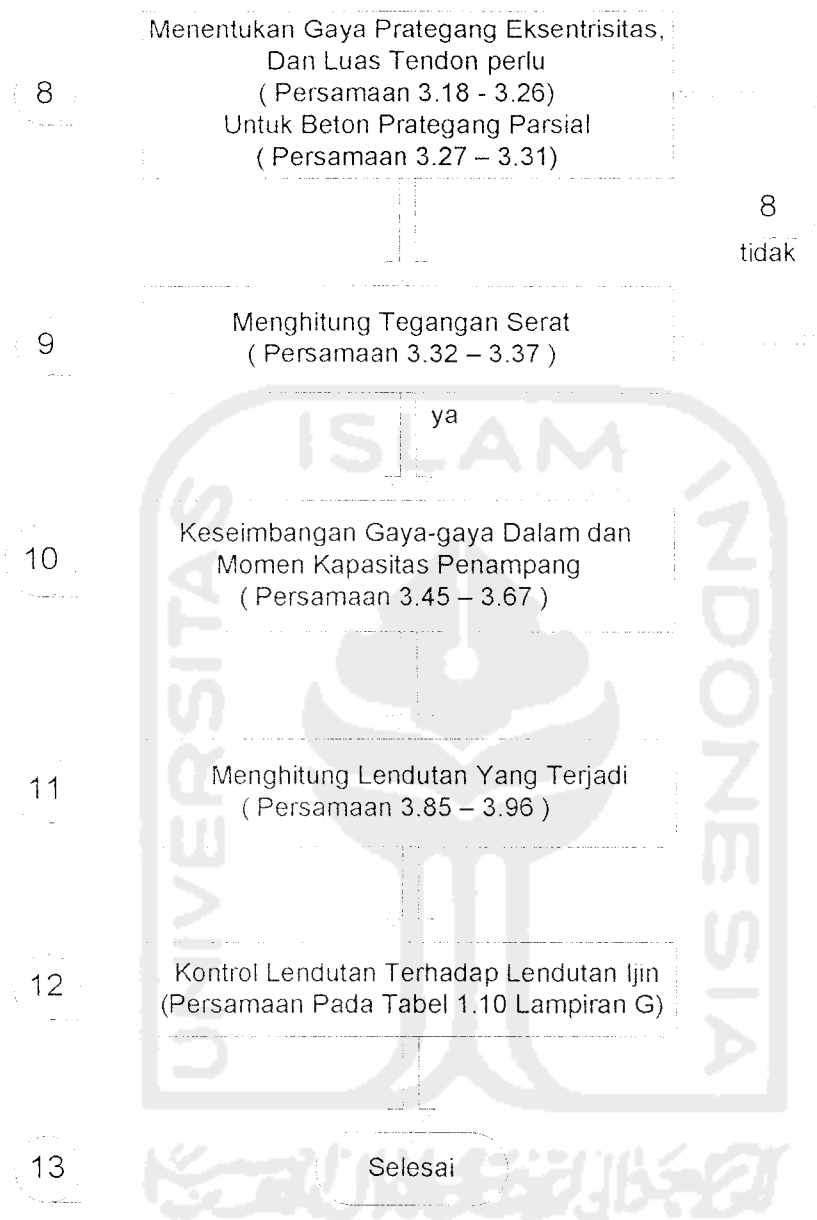 Menentukan Gaya Prategang Eksentrisitas,
Dan Luas Tendon perlu
8
( Persamaan 3.18 - 3.26)
Untuk Beton Prategang Parsial
( Persamaan 3.27 – 3.31)
8
tidak
Menghitung Tegangan Serat
9
( Persamaan 3.32 – 3.37 )
ya
ISLAM
Keseimbangan Gaya-gaya Dalam dan
10
Momen Kapasitas Penampang
( Persamaan 3.45 – 3.67 )
UNIVERSITAS
INDONESIA
Menghitung Lendutan Yang Terjadi
11
( Persamaan 3.85 – 3.96 )
Kontrol Lendutan Terhadap Lendutan Ijin
12
(Persamaan Pada Tabel 1.10 Lampiran G)
13
Selesai